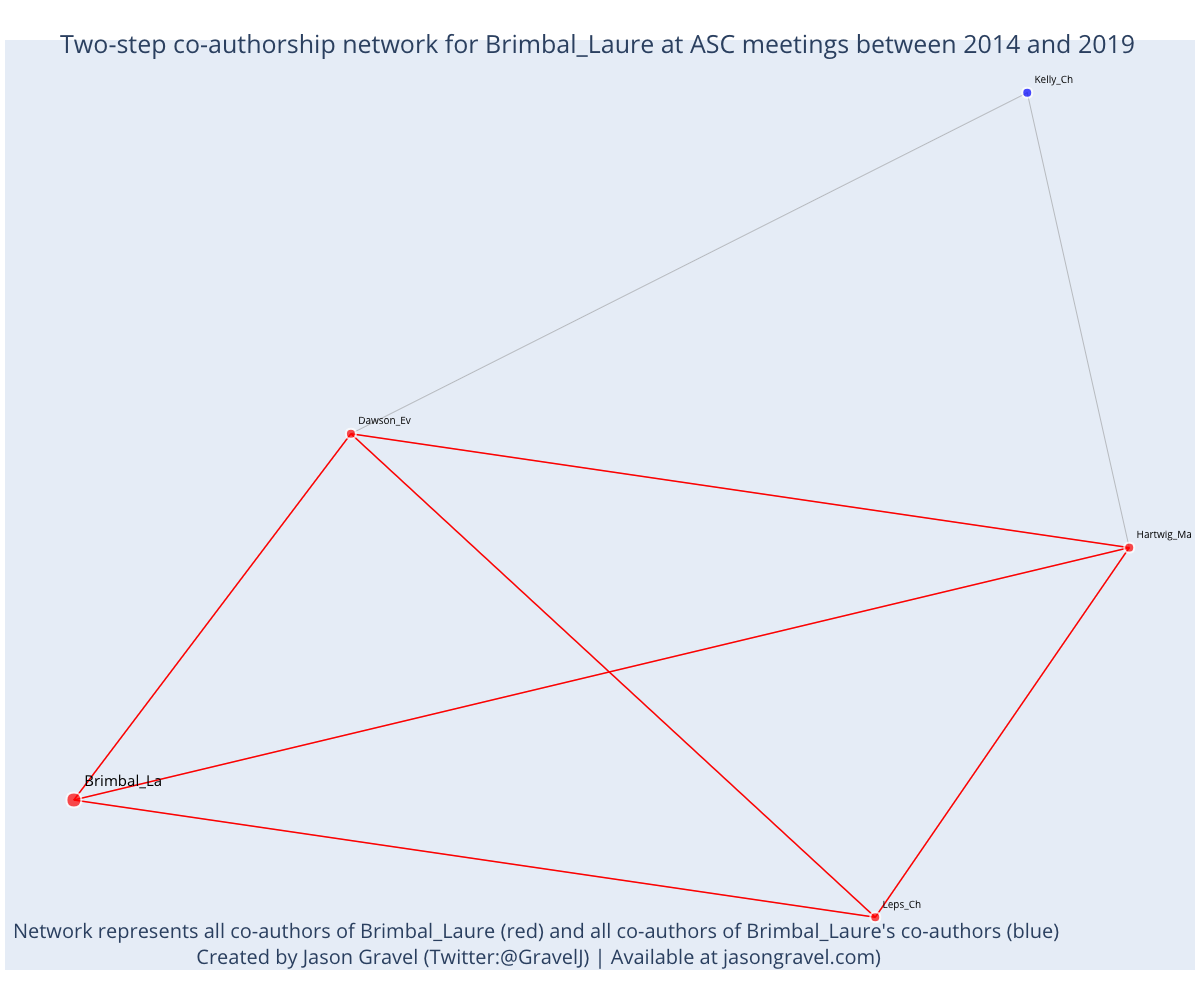 Two-step co-authorship network for Brimbal_Laure at ASC meetings between 2014 and 2019
Kelly_Ch
Dawson_Ev
Hartwig_Ma
Brimbal_La
Leps_Ch
Network represents all co-authors of Brimbal_Laure (red) and all co-authors of Brimbal_Laure's co-authors (blue)
Created by Jason Gravel (Twitter:@GravelJ) | Available at jasongravel.com)